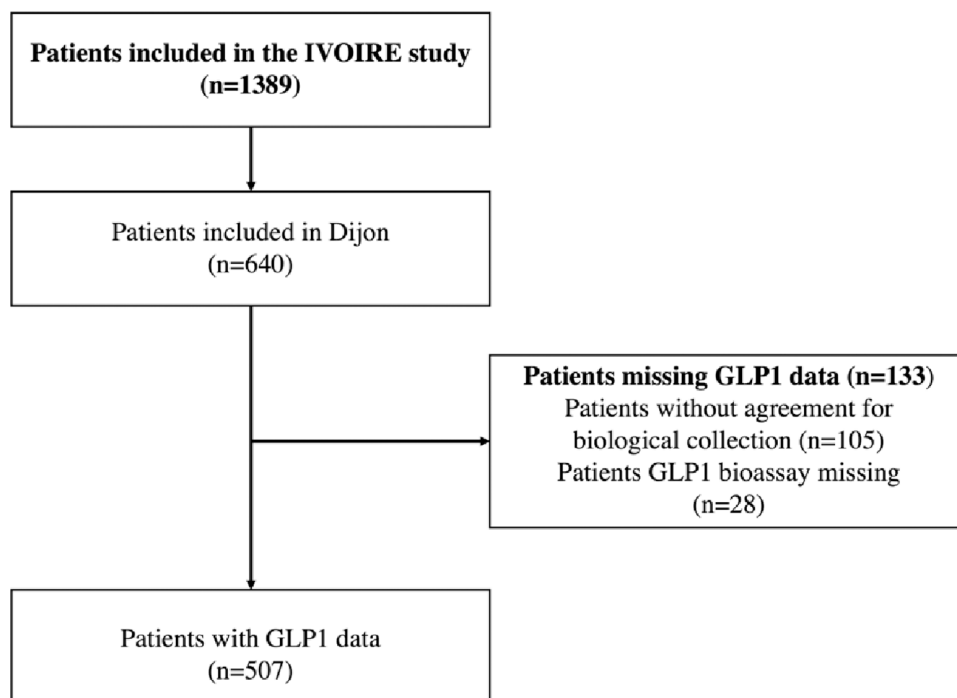 Patients included in the IVOIRE study
(n=1389)
Patients included in Dijon
(n=640)
Patients missing GLP1 data (n=133)
Patients without agreement for
biological collection (n=105)
Patients GLP1 bioassay missing
(n=28)
Patients with GLP1 data
(n=507)